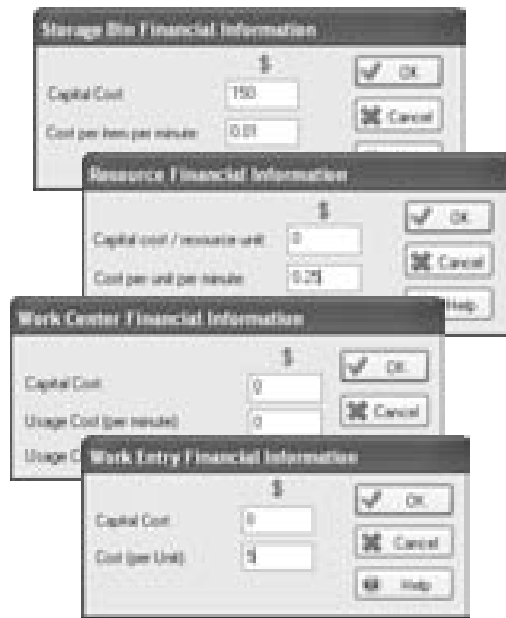 Storage Bin Financial Information
$
Capital Cost: 150 OK
Cost per item per minute: 0.01 Cancel
Resource Financial Information
$
Capital cost / resource unit: 0 OK
Cost per unit per minute: 0.25 Cancel
Help
Work Center Financial Information
$
Capital Cost: 0 OK
Usage Cost (per minute) 0 Cancel
Usage C
Work Entry Financial Information
$
Capital Cost: 0 OK
Cost (per Unit) Cancel
Help